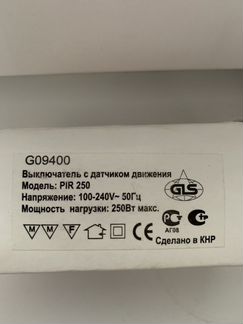 G09400
Выключатель с датчиком движения
Модель: PIR 250
Напряжение: 100-240V~ 50Гц
Мощность нагрузки: 250Вт макс.
GLS
M M F
АГ08
Сделано в КНР